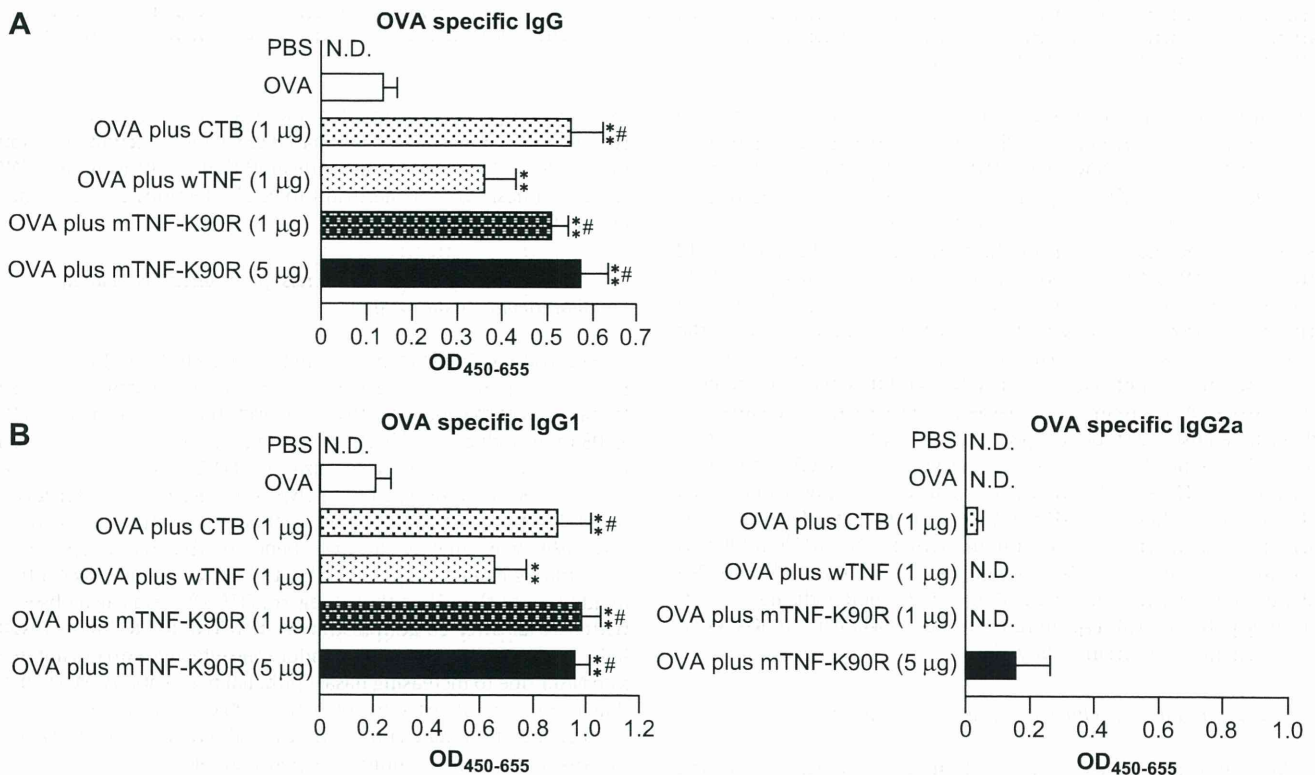 A
OVA specific IgG
PBS N.D.
OVA
OVA plus CTB (1 µg) **#
OVA plus wTNF (1 µg) **
OVA plus mTNF-K90R (1 µg) **#
OVA plus mTNF-K90R (5 µg) **#
0 0.1 0.2 0.3 0.4 0.5 0.6 0.7
OD450-655
B
OVA specific IgG1
PBS N.D.
OVA
OVA plus CTB (1 µg) **#
OVA plus wTNF (1 µg) **
OVA plus mTNF-K90R (1 µg) **#
OVA plus mTNF-K90R (5 µg) **#
0 0.2 0.4 0.6 0.8 1.0 1.2
OD450-655
OVA specific IgG2a
PBS N.D.
OVA N.D.
OVA plus CTB (1 µg)
OVA plus wTNF (1 µg) N.D.
OVA plus mTNF-K90R (1 µg) N.D.
OVA plus mTNF-K90R (5 µg)
0 0.2 0.4 0.6 0.8 1.0
OD450-655